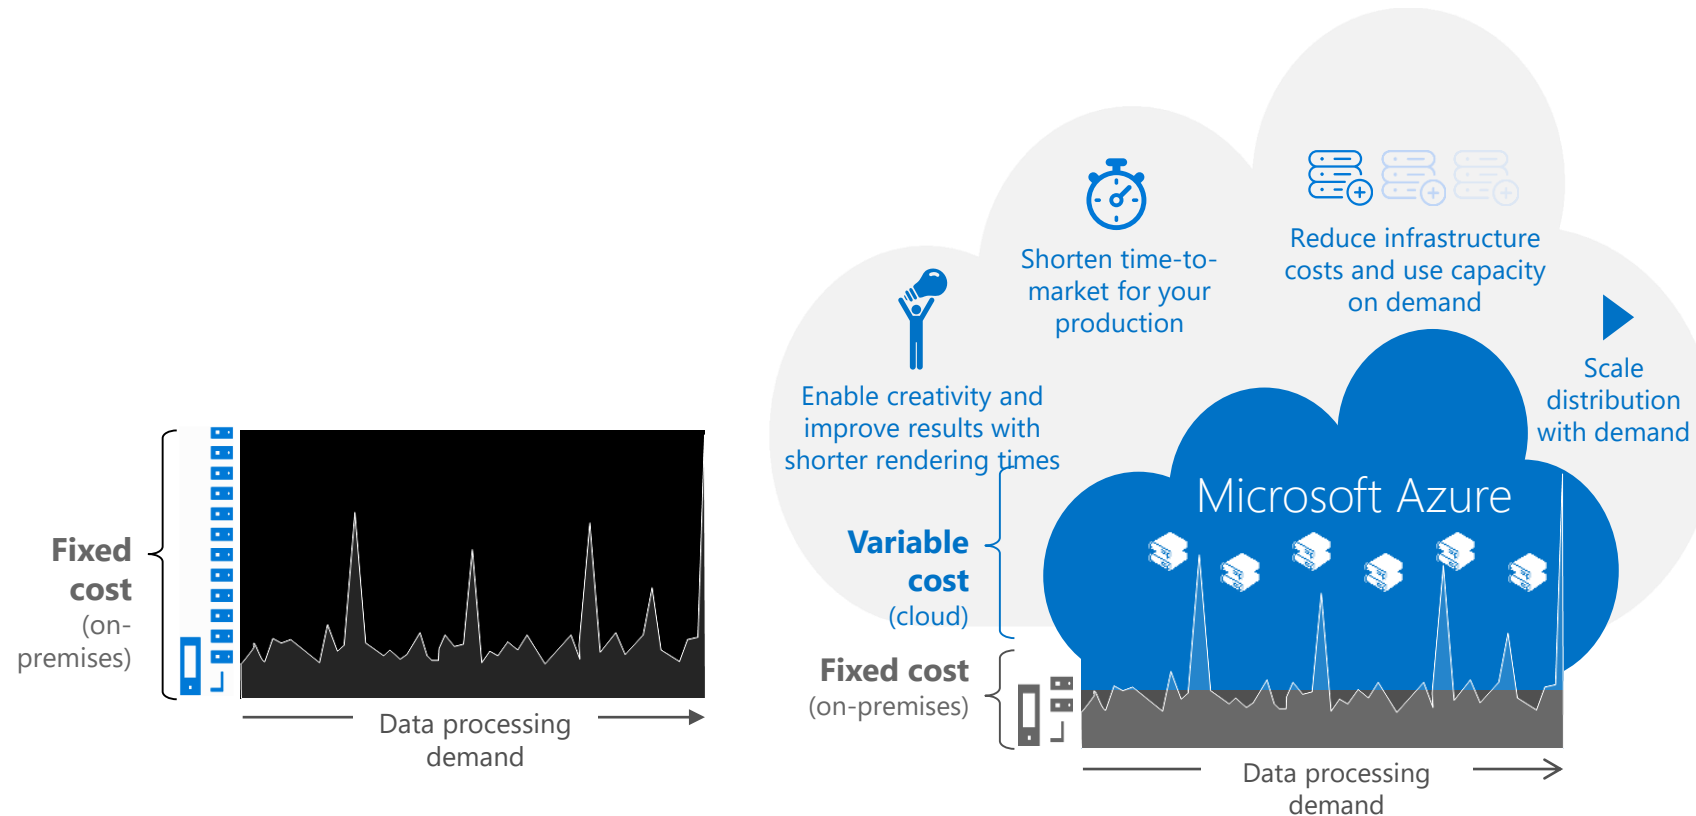 Fixed
cost
(on-
premises)
Data processing
demand
Enable creativity and
improve results with
shorter rendering times
Shorten time-to-
market for your
production
Reduce infrastructure
costs and use capacity
on demand
Scale
distribution
with demand
Microsoft Azure
Variable
cost
(cloud)
Fixed cost
(on-premises)
Data processing
demand